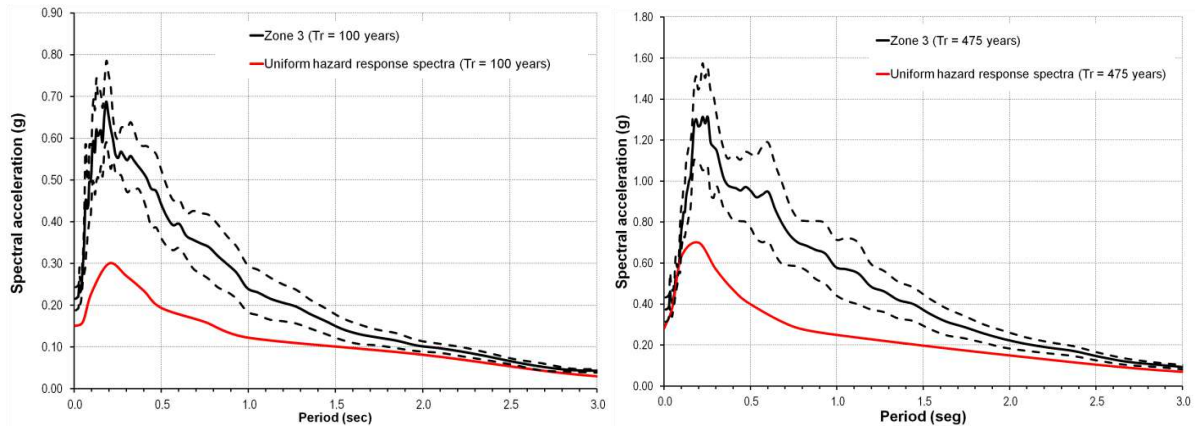 Spectral acceleration (g)
0.90
0.80
0.70
0.60
0.50
0.40
0.30
0.20
0.10
0.00
Zone 3 (Tr = 100 years)
Uniform hazard response spectra (Tr = 100 years)
0.0 0.5 1.0 1.5 2.0 2.5 3.0
Period (sec)
Spectral acceleration (g)
1.80
1.60
1.40
1.20
1.00
0.80
0.60
0.40
0.20
0.00
Zone 3 (Tr = 475 years)
Uniform hazard response spectra (Tr = 475 years)
0.0 0.5 1.0 1.5 2.0 2.5 3.0
Period (seg)